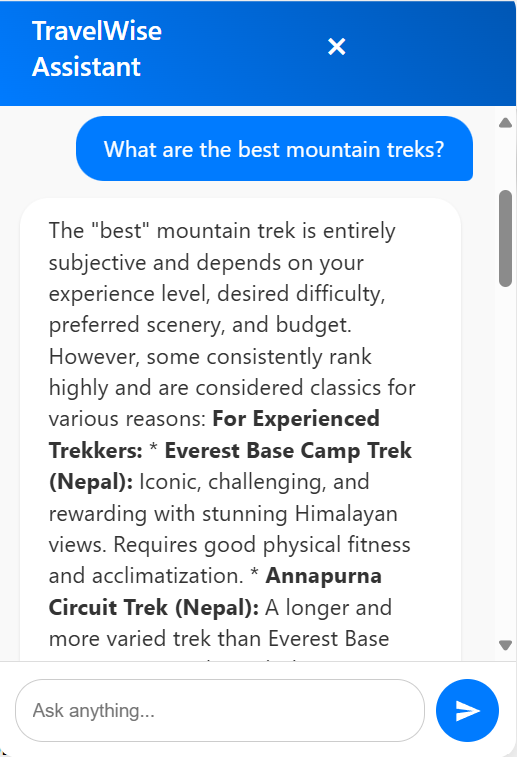 TravelWise
Assistant
×
What are the best mountain treks?
The "best" mountain trek is entirely
subjective and depends on your
experience level, desired difficulty,
preferred scenery, and budget.
However, some consistently rank
highly and are considered classics for
various reasons: For Experienced
Trekkers: * Everest Base Camp Trek
(Nepal): Iconic, challenging, and
rewarding with stunning Himalayan
views. Requires good physical fitness
and acclimatization. * Annapurna
Circuit Trek (Nepal): A longer and
more varied trek than Everest Base
Ask anything...